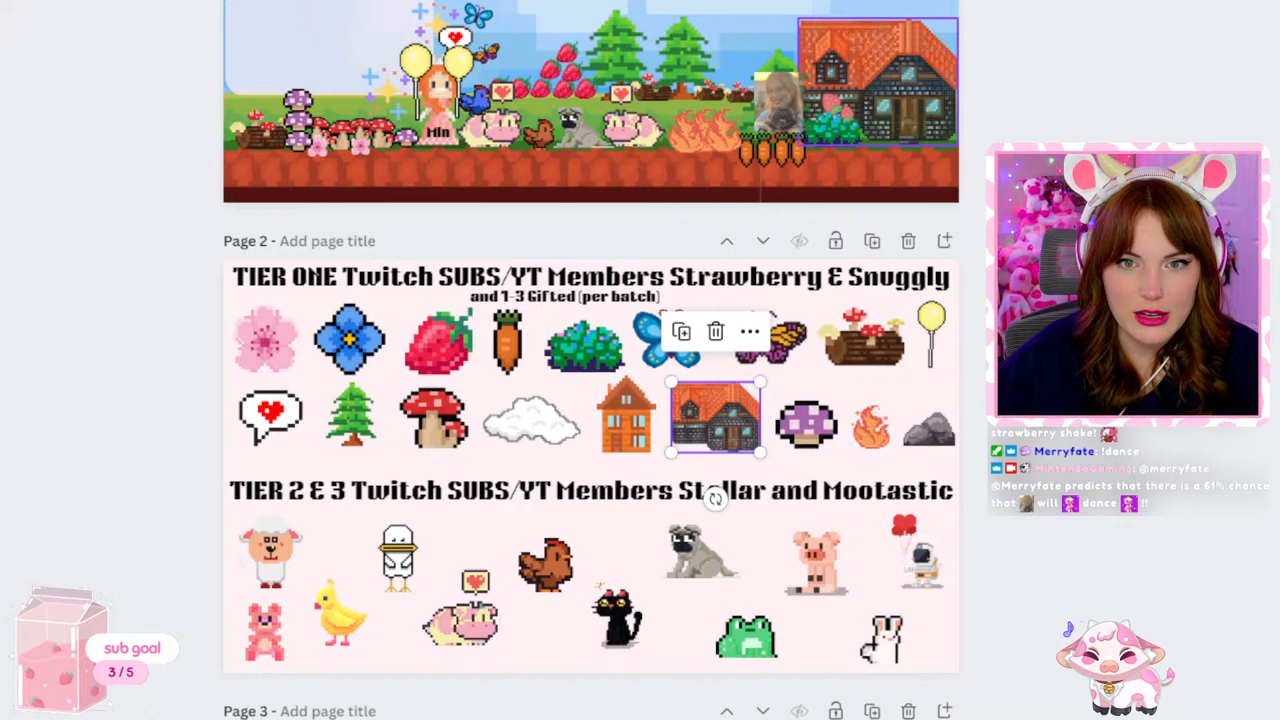 Min
Page 2 - Add page title
TIER ONE Twitch SUBS/YT Members Strawberry & Snuggly
and 1-3 Gifted (per batch)
TIER 2 & 3 Twitch SUBS/YT Members Stellar and Mootastic
Page 3 - Add page title
strawberry shake!
Merryfate: !dance
MintendoGaming: @merryfate
@Merryfate predicts that there is a 61% chance
that will dance !!
sub goal
3 / 5